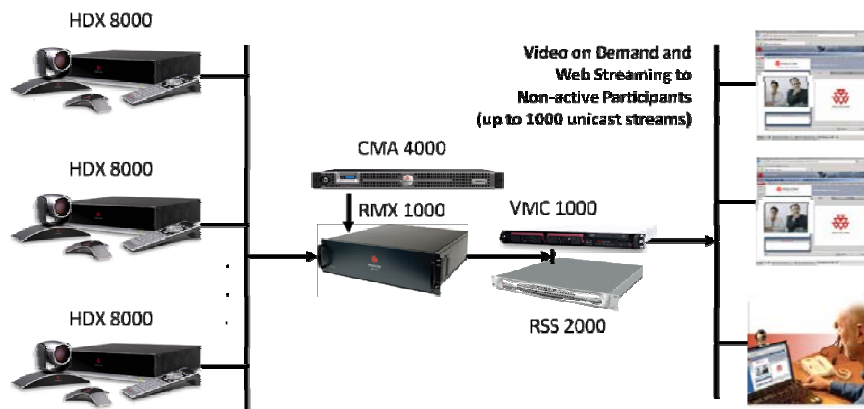 HDX 8000
HDX 8000
HDX 8000
CMA 4000
RMX 1000
VMC 1000
RSS 2000
Video on Demand and
Web Streaming to
Non-active Participants
(up to 1000 unicast streams)